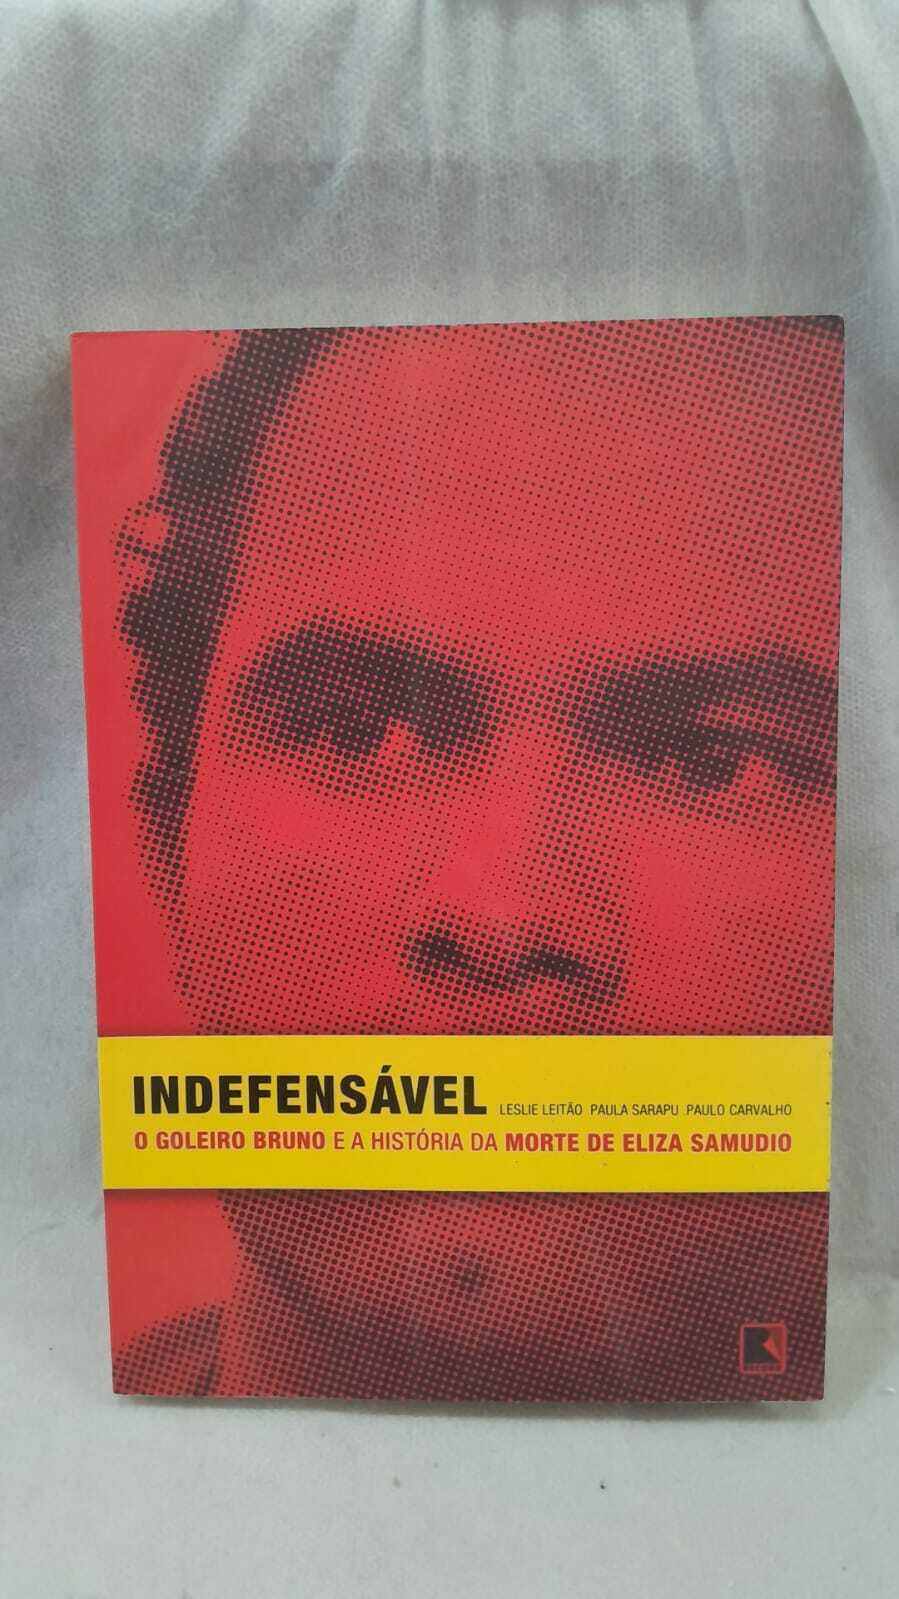 INDEFENSÁVEL LESLIE LEITÃO PAULA SARAPU PAULO CARVALHO
O GOLEIRO BRUNO E A HISTÓRIA DA MORTE DE ELIZA SAMUDIO
R